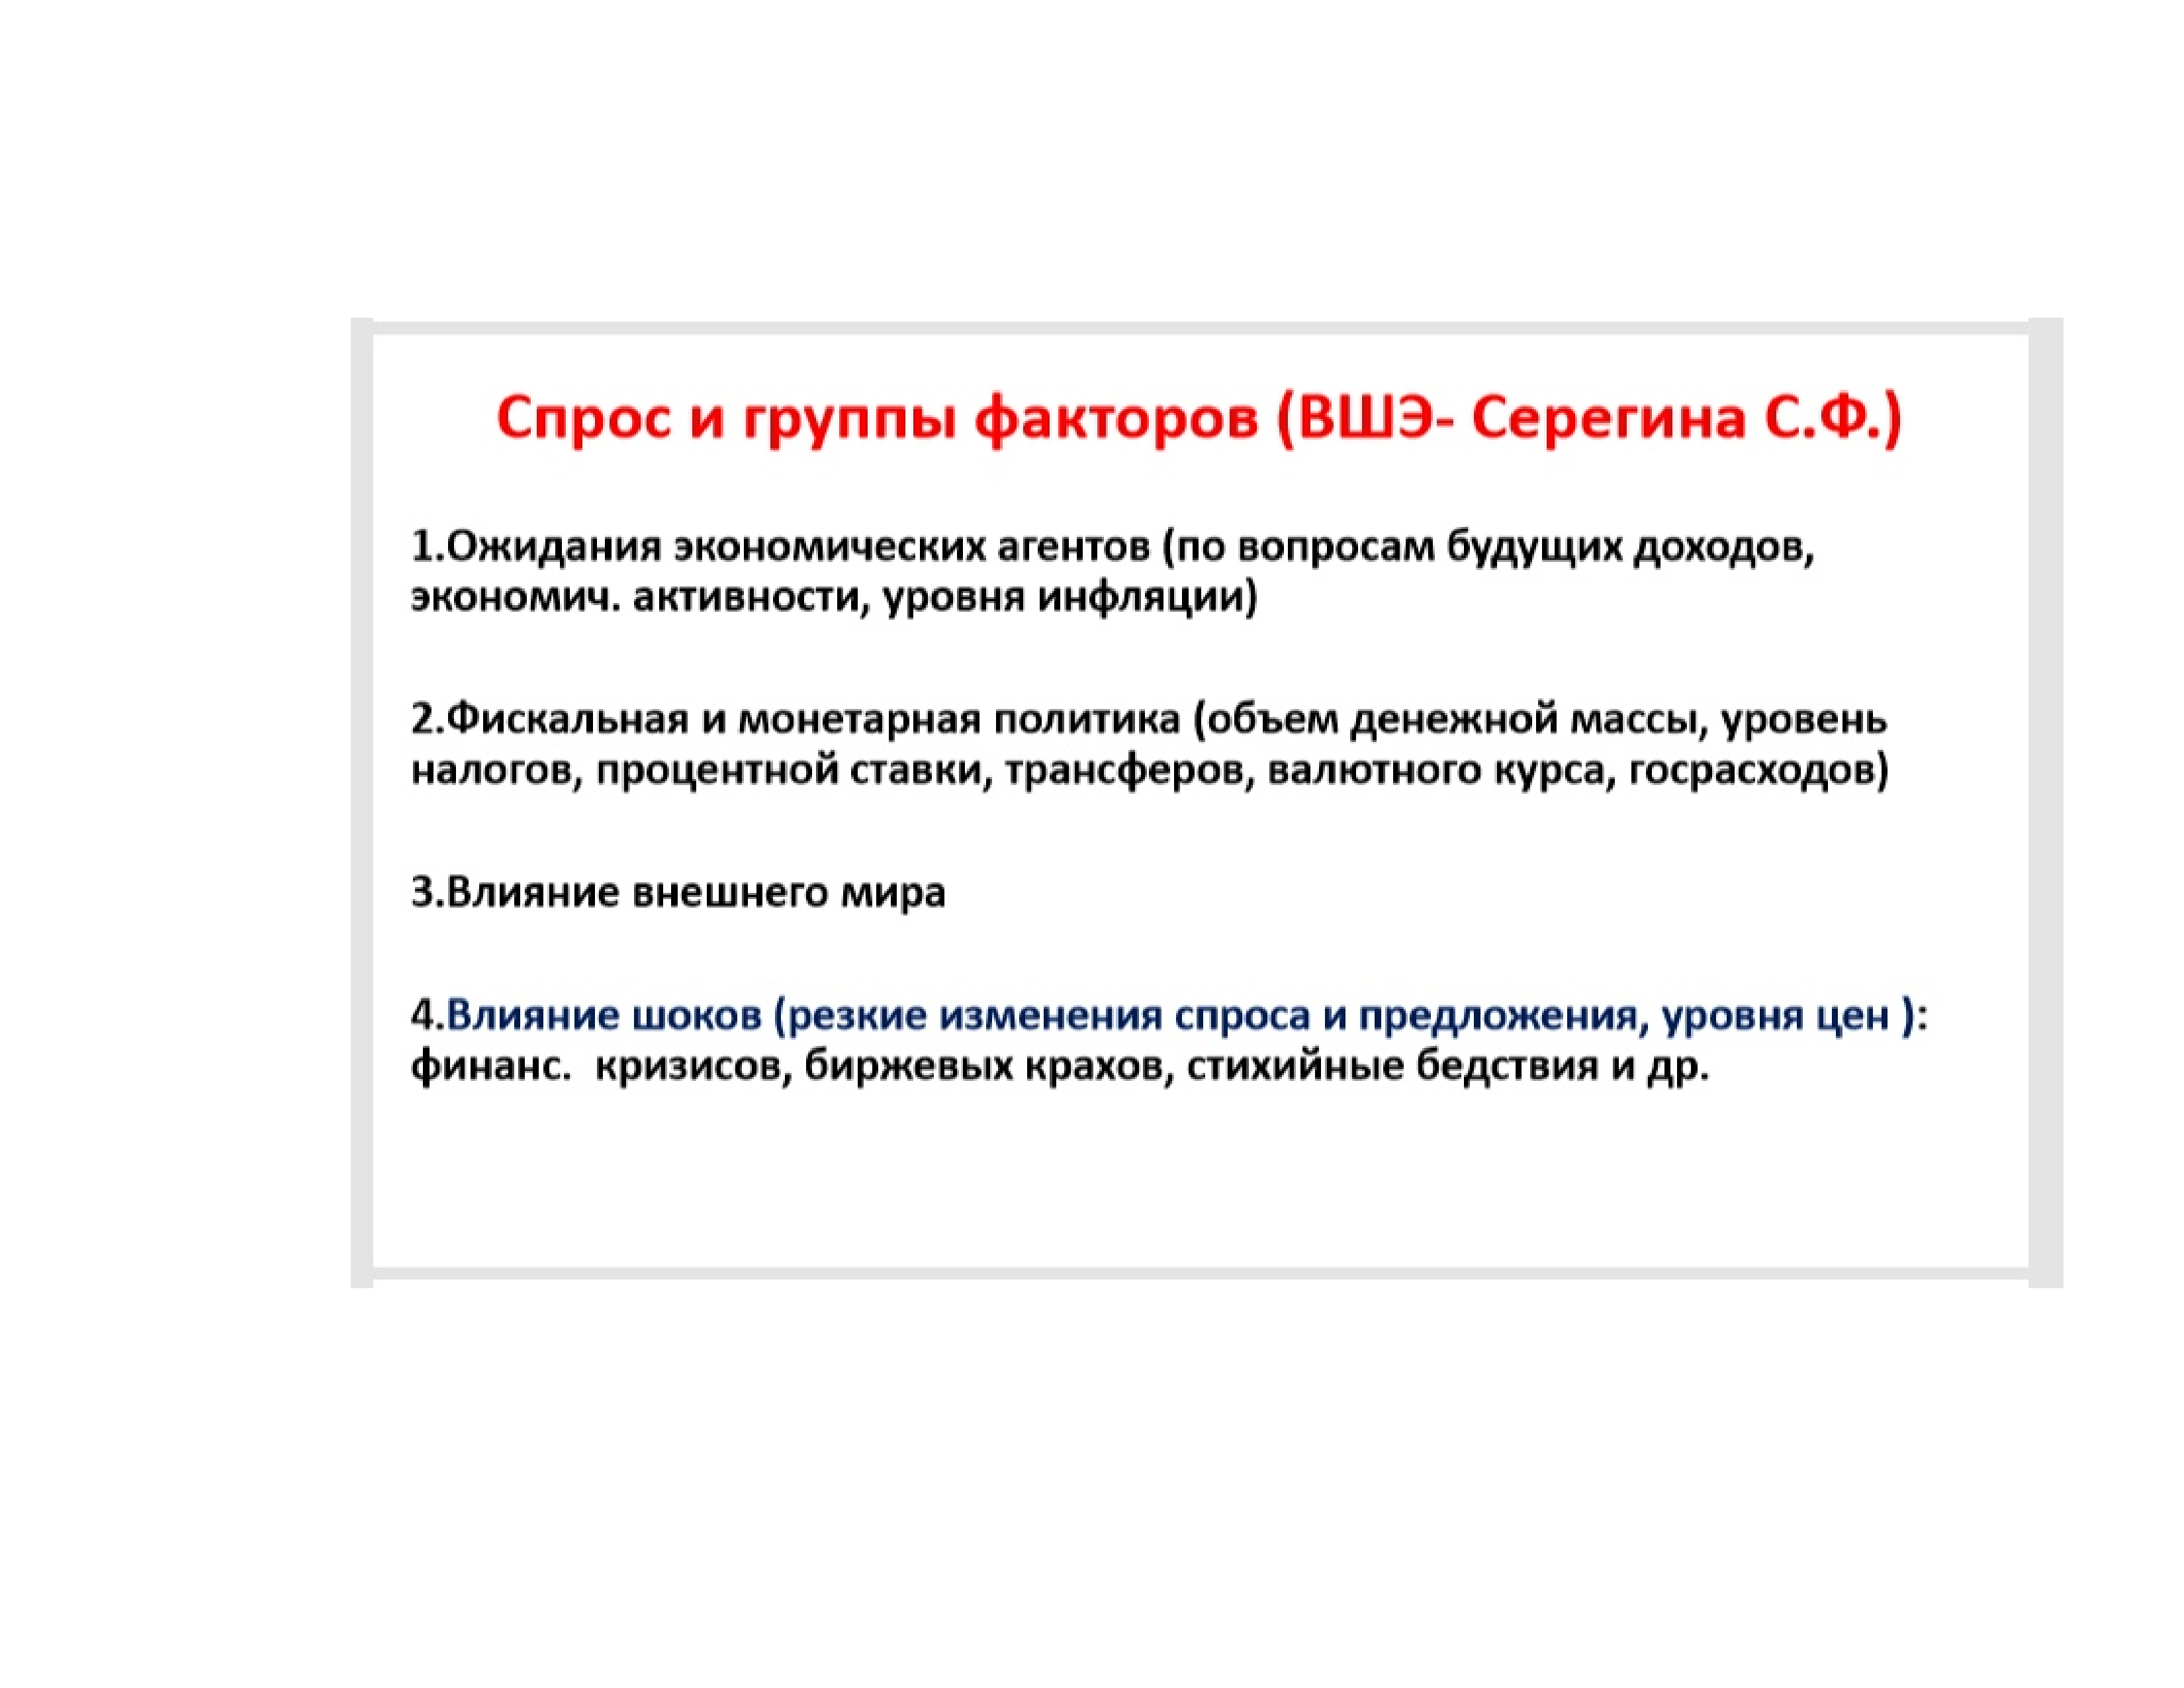 Спрос и группы факторов (ВШЭ- Серегина С.Ф.)
1.Ожидания экономических агентов (по вопросам будущих доходов,
экономич. активности, уровня инфляции)
2.Фискальная и монетарная политика (объем денежной массы, уровень
налогов, процентной ставки, трансферов, валютного курса, госрасходов)
3.Влияние внешнего мира
4.Влияние шоков (резкие изменения спроса и предложения, уровня цен ):
финанс.  кризисов, биржевых крахов, стихийные бедствия и др.